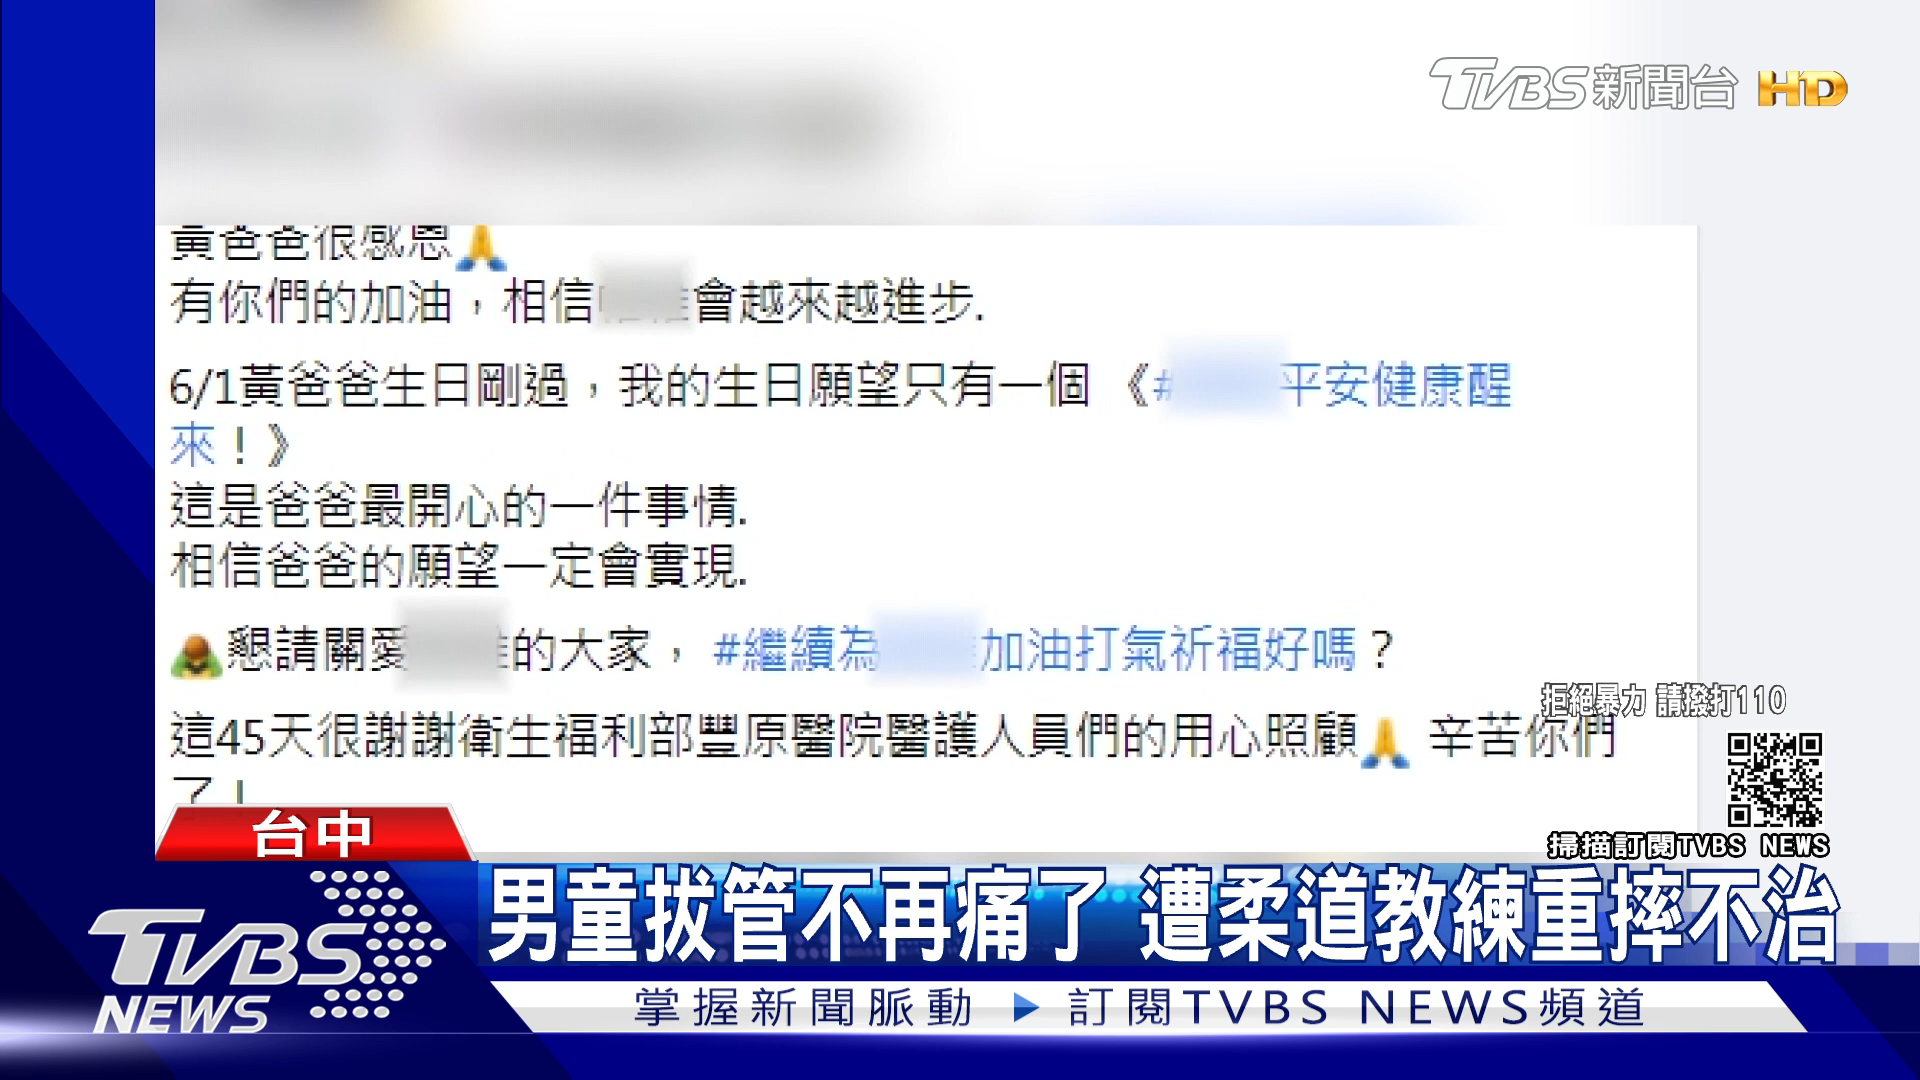 TVBS新聞台 HD
黃爸爸很感恩🙏
有你們的加油，相信會越來越進步.
6/1黃爸爸生日剛過，我的生日願望只有一個 《#平安健康醒
來！》
這是爸爸最開心的一件事情.
相信爸爸的願望一定會實現.
懇請關愛的大家， #繼續為加油打氣祈福好嗎？
這45天很謝謝衛生福利部豐原醫院醫護人員們的用心照顧🙏 辛苦你們
了！
拒絕暴力 請撥打110
掃描訂閱TVBS NEWS
台中
男童拔管不再痛了 遭柔道教練重摔不治
TVBS
NEWS
掌握新聞脈動 ▶ 訂閱TVBS NEWS頻道